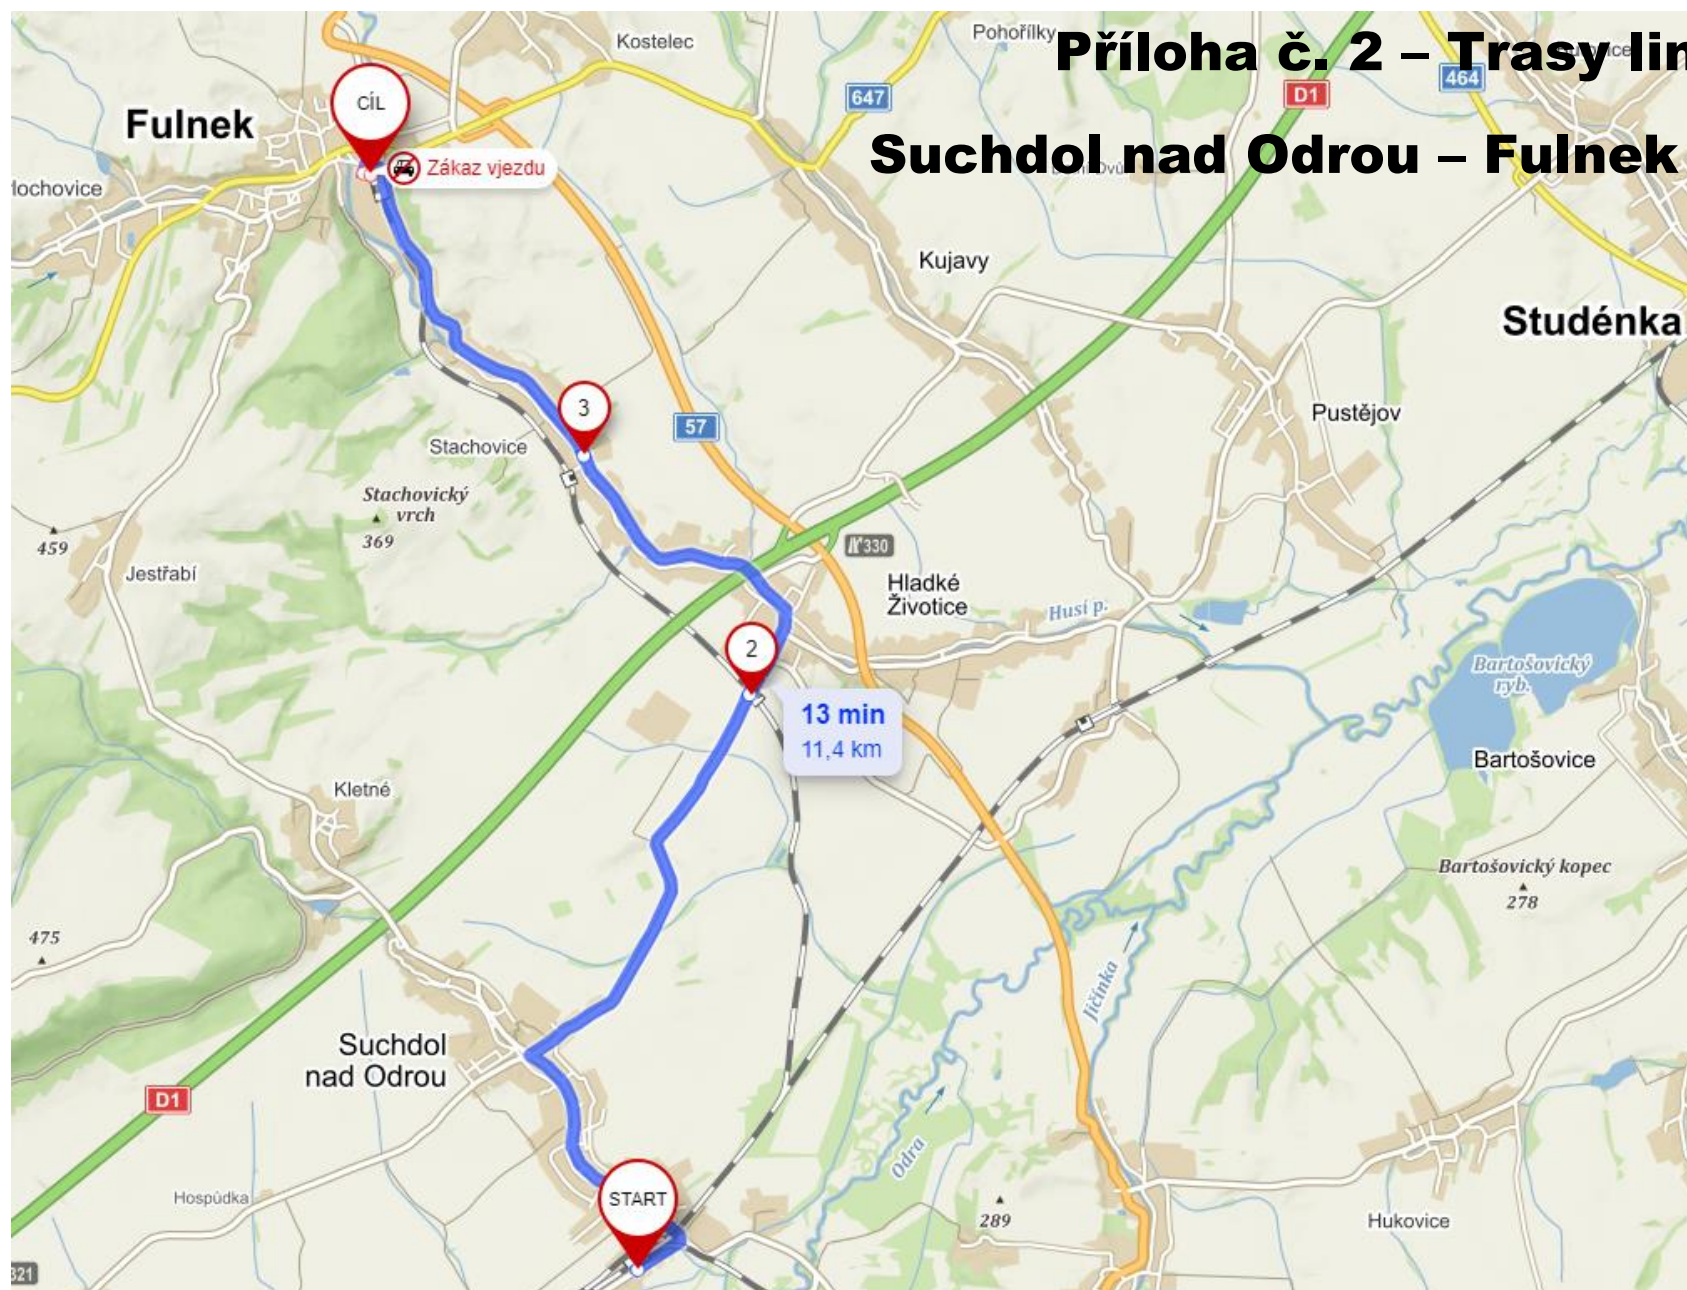 Příloha č. 2 – Trasy lin
Suchdol nad Odrou – Fulnek
Kostelec
Pohořílky
647
D1
464
CÍL
Fulnek
Zákaz vjezdu
Kujavy
Studénka
3
57
Pustějov
Stachovice
Stachovický
vrch
369
459
Jestřabí
330
Hladké
Životice
Husí p.
2
13 min
11,4 km
Bartošovický
ryb.
Bartošovice
Kletné
Bartošovický kopec
278
475
Jičínka
Suchdol
nad Odrou
D1
Odra
Hospůdka
START
289
Hukovice
321